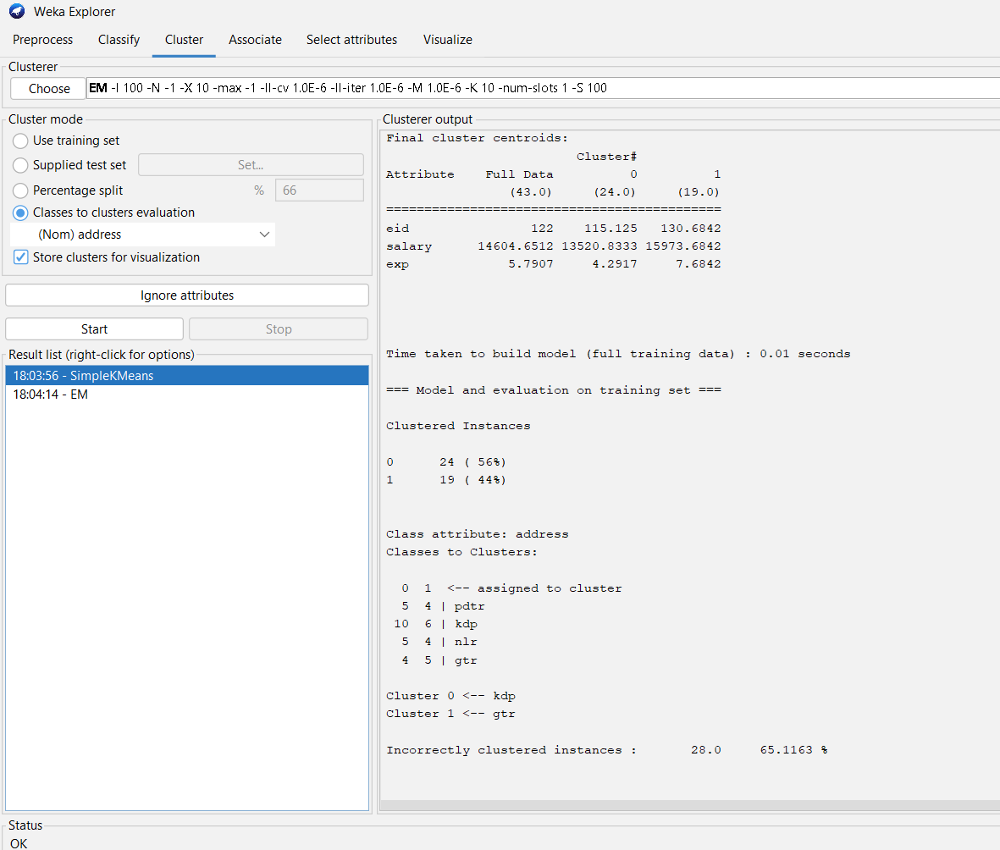 Weka Explorer
Preprocess Classify Cluster Associate Select attributes Visualize
Clusterer
Choose EM -I 100 -N -1 -X 10 -max -1 -ll-cv 1.0E-6 -ll-iter 1.0E-6 -M 1.0E-6 -K 10 -num-slots 1 -S 100
Cluster mode
Use training set
Supplied test set Set...
Percentage split % 66
Classes to clusters evaluation
(Nom) address
Store clusters for visualization
Ignore attributes
Start Stop
Result list (right-click for options)
18:03:56 - SimpleKMeans
18:04:14 - EM
Clusterer output
Final cluster centroids:
Cluster#
Attribute Full Data 0 1
(43.0) (24.0) (19.0)
============================================
eid 122 115.125 130.6842
salary 14604.6512 13520.8333 15973.6842
exp 5.7907 4.2917 7.6842
Time taken to build model (full training data) : 0.01 seconds
=== Model and evaluation on training set ===
Clustered Instances
0 24 ( 56%)
1 19 ( 44%)
Class attribute: address
Classes to Clusters:
0 1 <-- assigned to cluster
5 4 | pdtr
10 6 | kdp
5 4 | nlr
4 5 | gtr
Cluster 0 <-- kdp
Cluster 1 <-- gtr
Incorrectly clustered instances : 28.0 65.1163 %
Status
OK